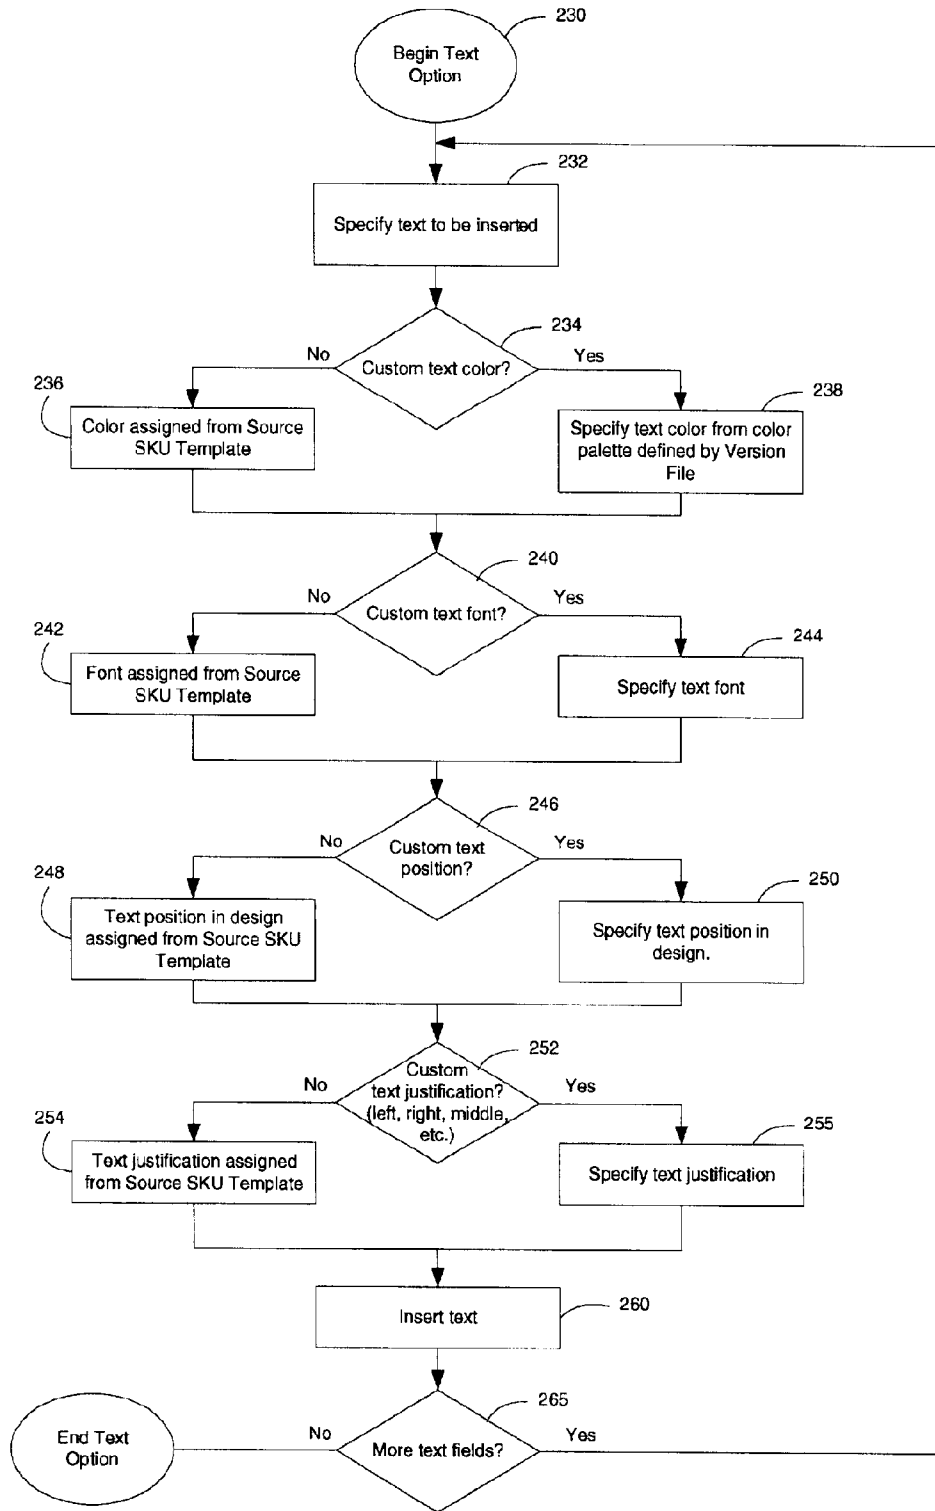 230
Begin Text
Option
232
Specify text to be inserted
234
No
Custom text color?
Yes
236
238
Color assigned from Source
SKU Template
Specify text color from color
palette defined by Version
File
240
No
Custom text font?
Yes
242
244
Font assigned from Source
SKU Template
Specify text font
246
No
Custom text
position?
Yes
248
250
Text position in design
assigned from Source SKU
Template
Specify text position in
design.
252
No
Custom
text justification?
(left, right, middle,
etc.)
Yes
254
255
Text justification assigned
from Source SKU Template
Specify text justification
Insert text
260
265
End Text
Option
No
More text fields?
Yes